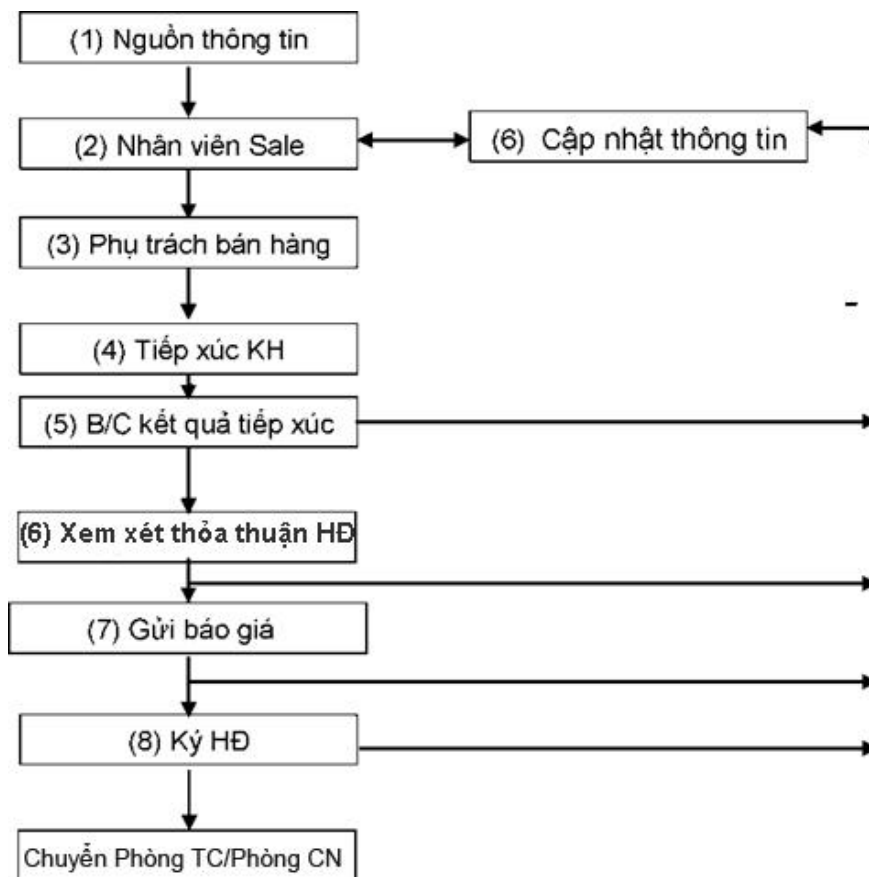 (1) Nguồn thông tin
(2) Nhân viên Sale
(6) Cập nhật thông tin
(3) Phụ trách bán hàng
-
(4) Tiếp xúc KH
(5) B/C kết quả tiếp xúc
(6) Xem xét thỏa thuận HĐ
(7) Gửi báo giá
(8) Ký HĐ
Chuyển Phòng TC/Phòng CN